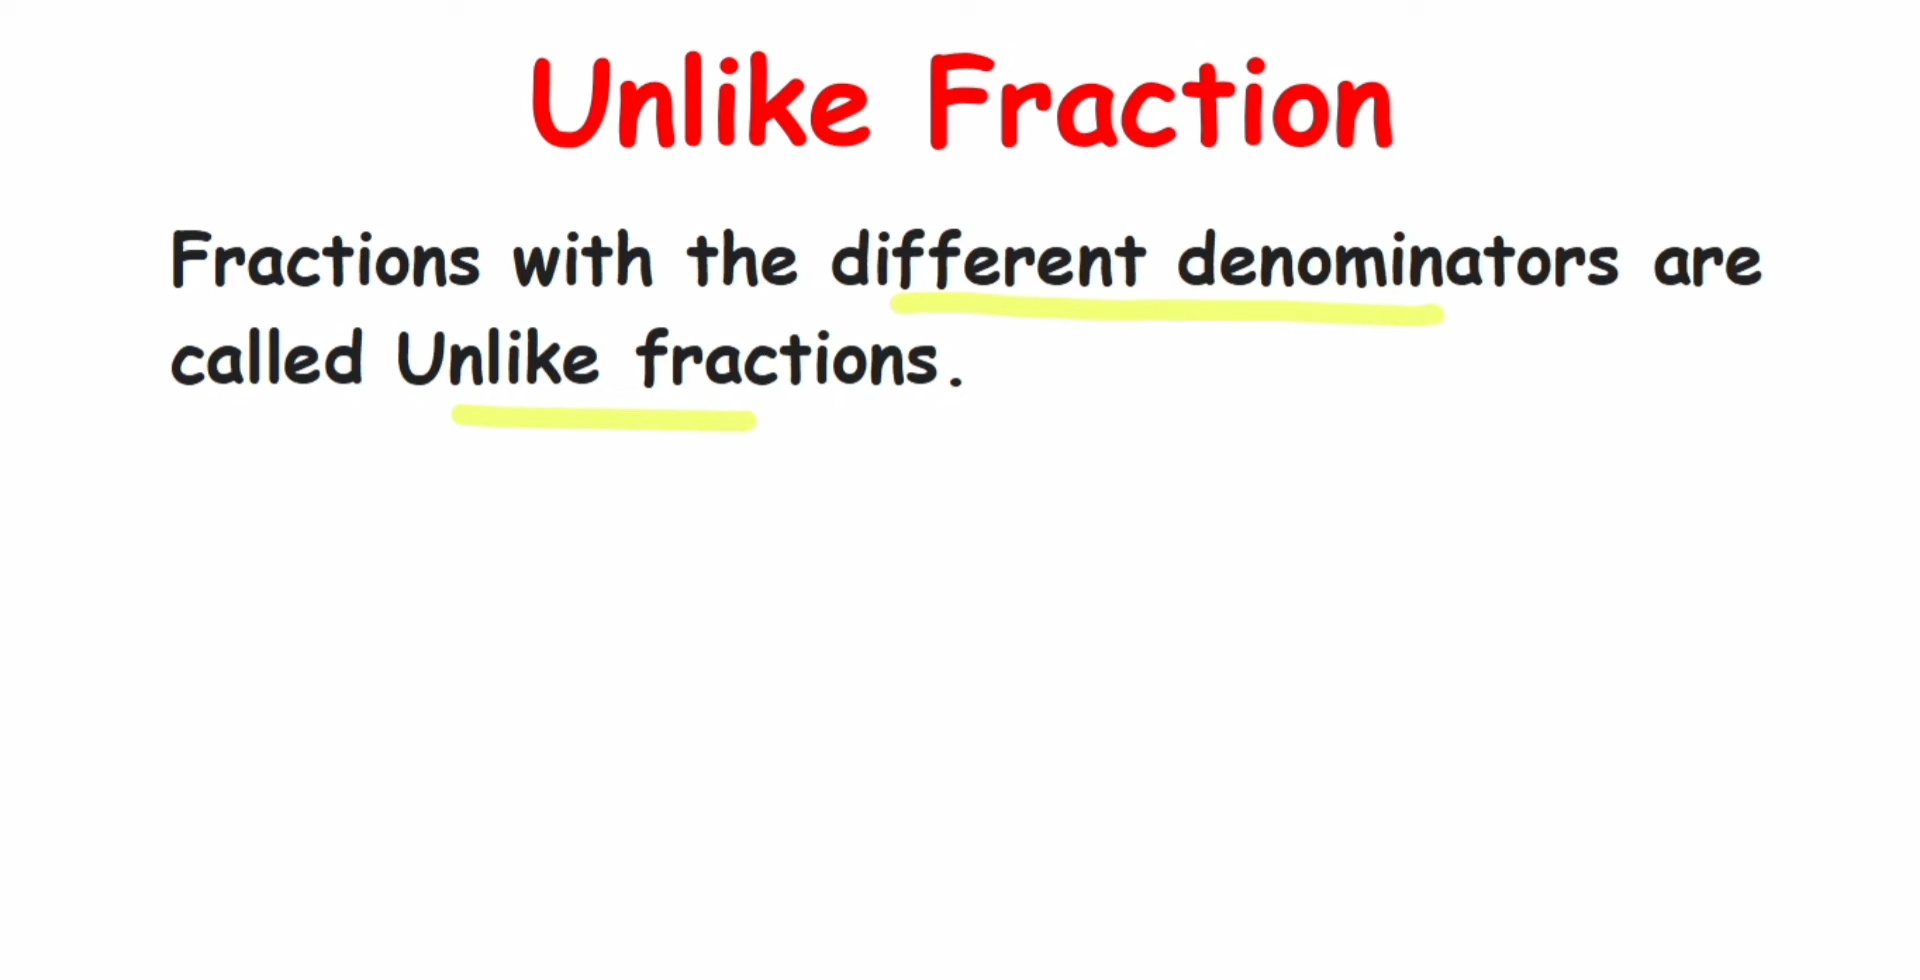 Unlike Fraction
Fractions with the different denominators are
called Unlike fractions.